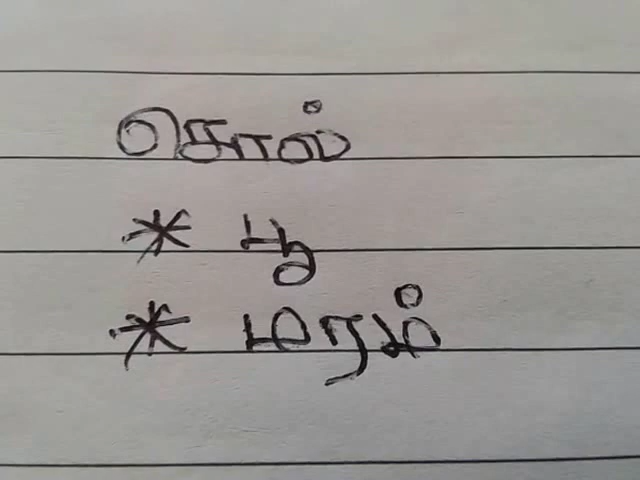 கொல்
* பூ
* மரம்